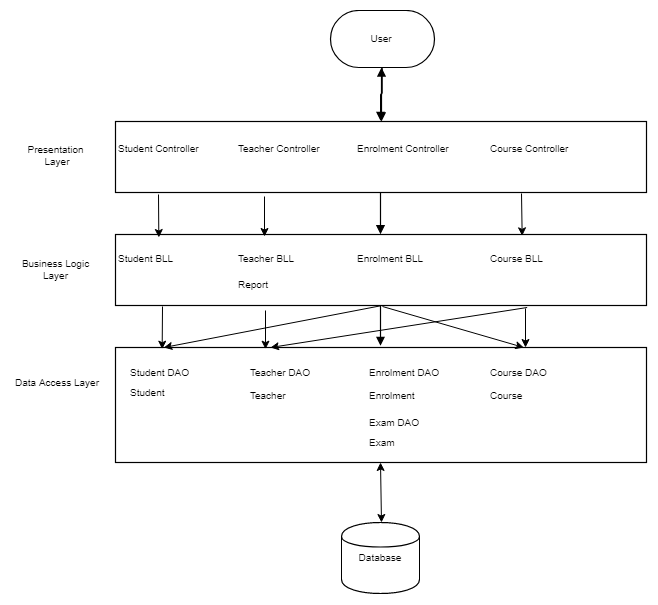 User
Presentation
Layer
Student Controller
Teacher Controller
Enrolment Controller
Course Controller
Business Logic
Layer
Student BLL
Teacher BLL
Report
Enrolment BLL
Course BLL
Data Access Layer
Student DAO
Student
Teacher DAO
Teacher
Enrolment DAO
Enrolment
Exam DAO
Exam
Course DAO
Course
Database